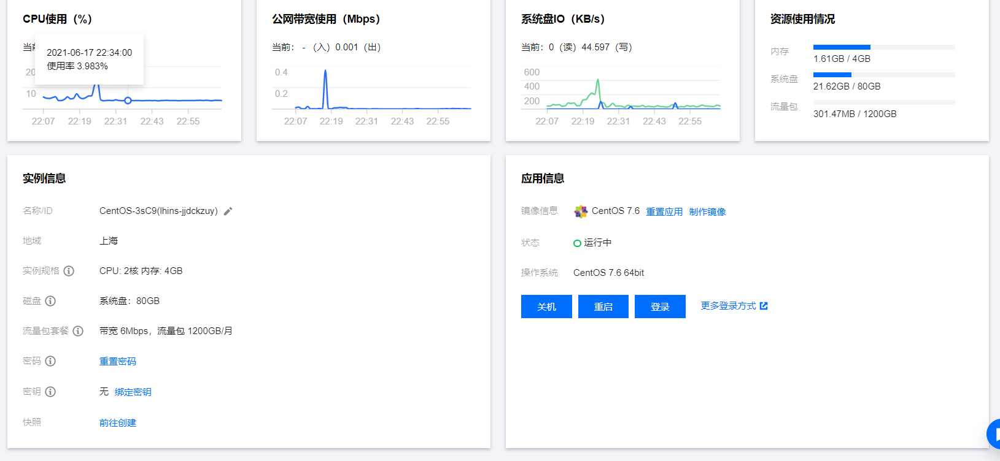 CPU使用（%）
当前
2021-06-17 22:34:00
使用率 3.983%
20
10
22:07 22:19 22:31 22:43 22:55
公网带宽使用（Mbps）
当前： - （入）0.001（出）
0.4
0.2
22:07 22:19 22:31 22:43 22:55
系统盘IO（KB/s）
当前：0（读）44.597（写）
600
400
200
22:07 22:19 22:31 22:43 22:55
资源使用情况
内存
1.61GB / 4GB
系统盘
21.62GB / 80GB
流量包
301.47MB / 1200GB
实例信息
名称/ID CentOS-3sC9(lhins-jjdckzuy)
地域 上海
实例规格 CPU: 2核 内存: 4GB
磁盘 系统盘：80GB
流量包套餐 带宽 6Mbps，流量包 1200GB/月
密码 重置密码
密钥 无 绑定密钥
快照 前往创建
应用信息
镜像信息 CentOS 7.6 重置应用 制作镜像
状态 运行中
操作系统 CentOS 7.6 64bit
关机 重启 登录 更多登录方式